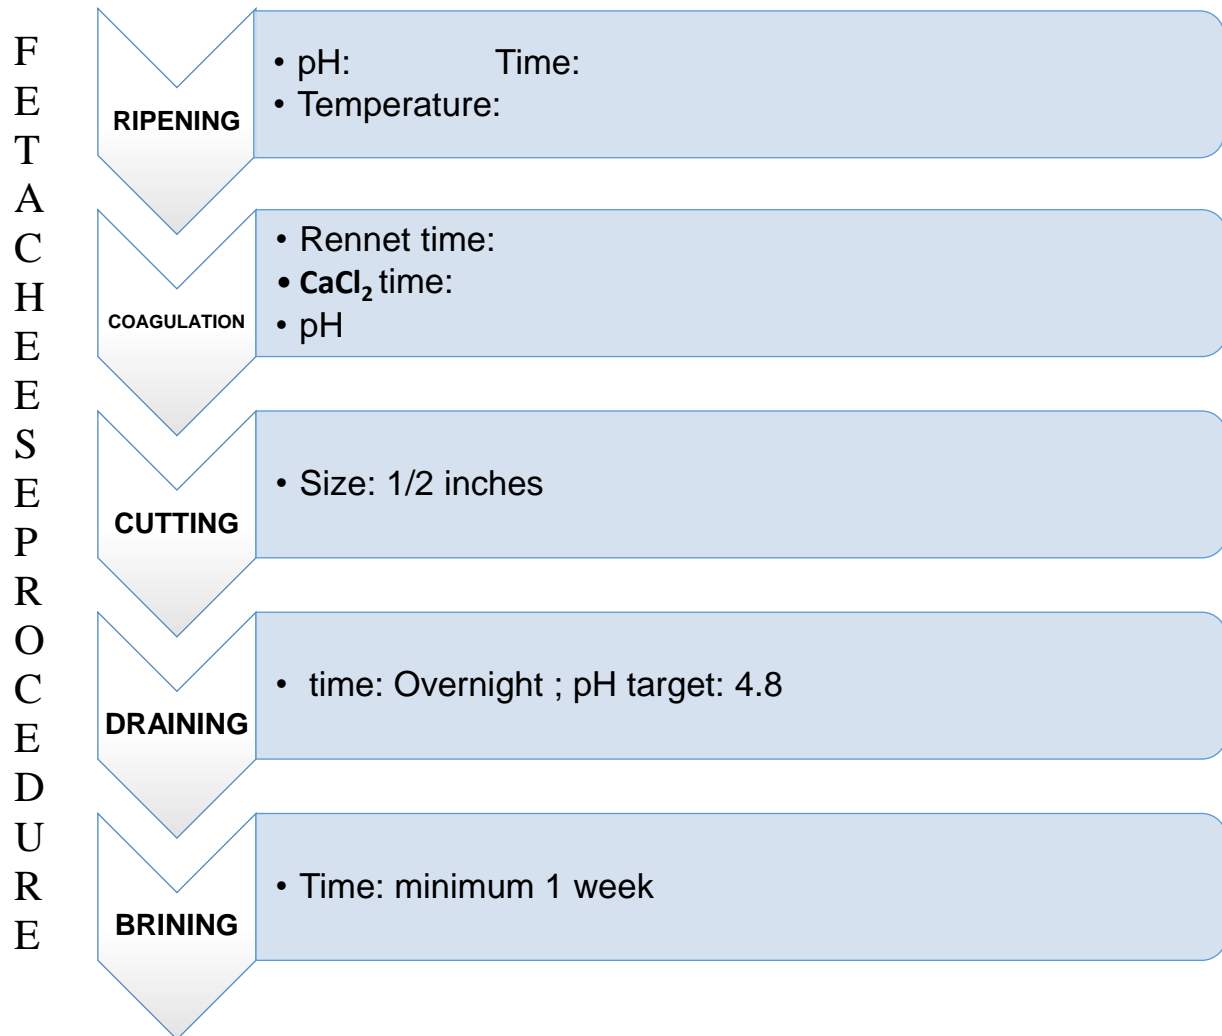 FETA CHEESE PROCEDURE
RIPENING
• pH: Time:
• Temperature:
COAGULATION
• Rennet time:
• CaCl₂ time:
• pH
CUTTING
• Size: 1/2 inches
DRAINING
• time: Overnight ; pH target: 4.8
BRINING
• Time: minimum 1 week